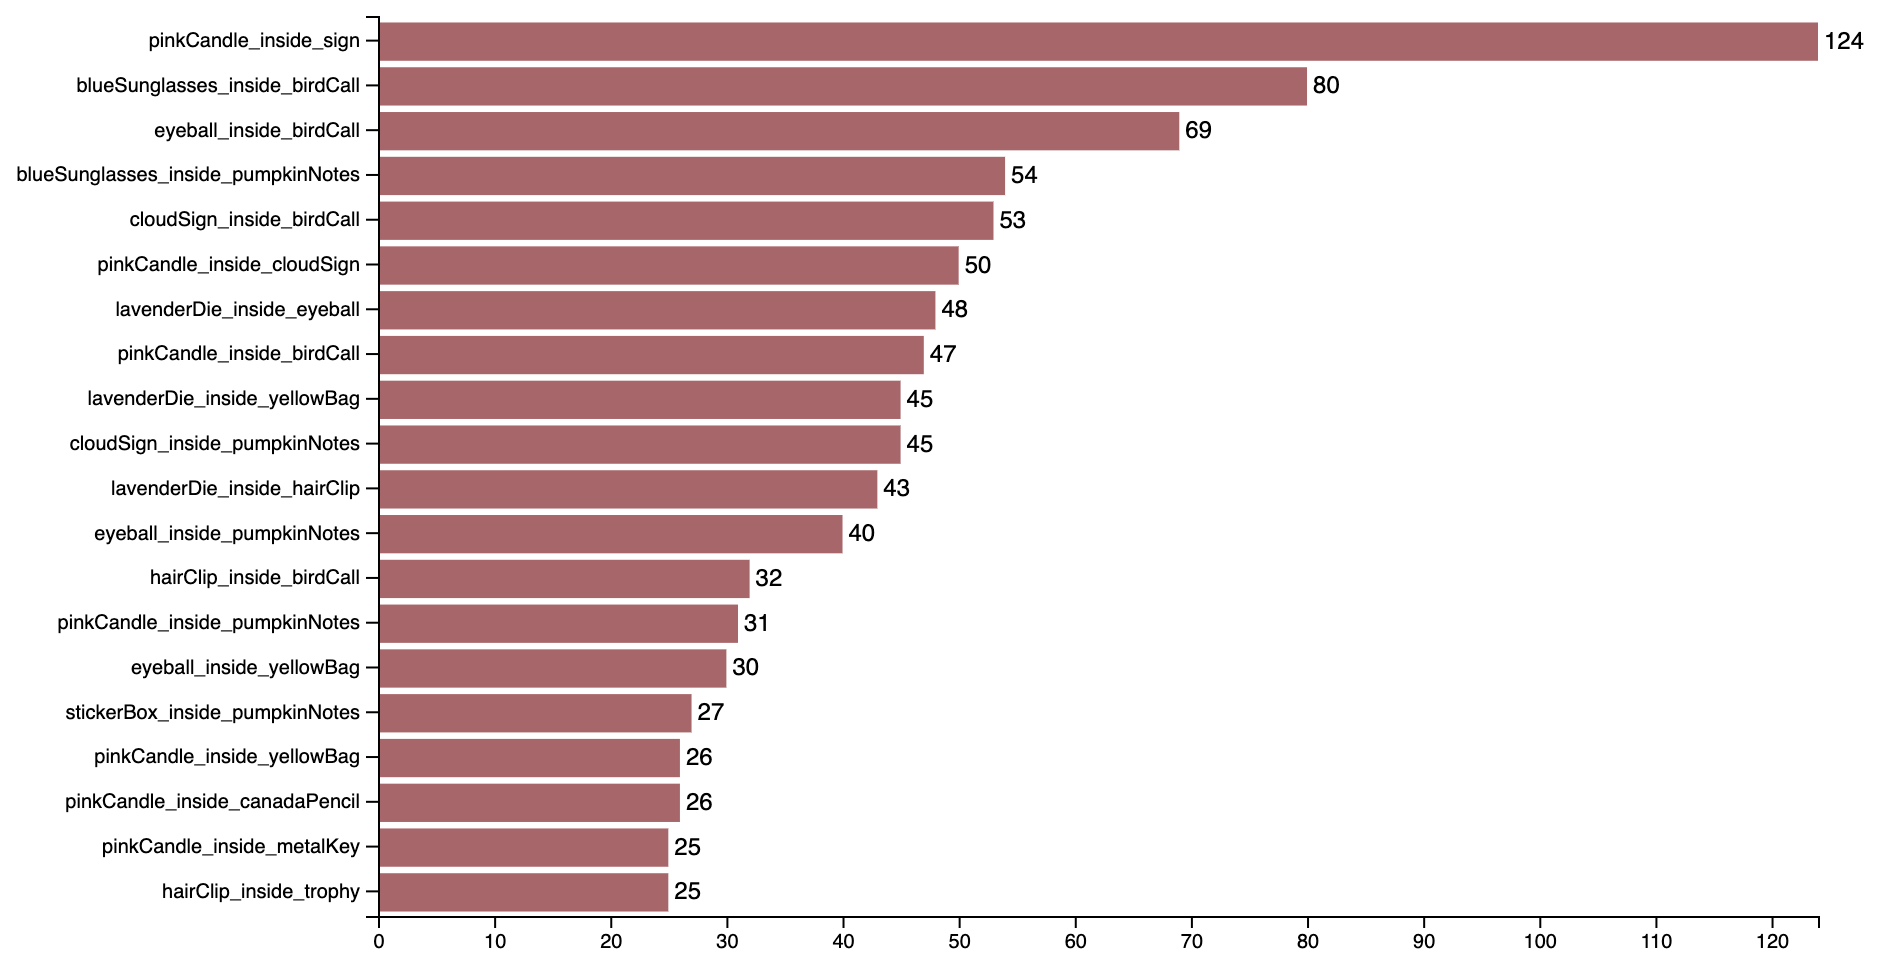 pinkCandle_inside_sign 124
blueSunglasses_inside_birdCall 80
eyeball_inside_birdCall 69
blueSunglasses_inside_pumpkinNotes 54
cloudSign_inside_birdCall 53
pinkCandle_inside_cloudSign 50
lavenderDie_inside_eyeball 48
pinkCandle_inside_birdCall 47
lavenderDie_inside_yellowBag 45
cloudSign_inside_pumpkinNotes 45
lavenderDie_inside_hairClip 43
eyeball_inside_pumpkinNotes 40
hairClip_inside_birdCall 32
pinkCandle_inside_pumpkinNotes 31
eyeball_inside_yellowBag 30
stickerBox_inside_pumpkinNotes 27
pinkCandle_inside_yellowBag 26
pinkCandle_inside_canadaPencil 26
pinkCandle_inside_metalKey 25
hairClip_inside_trophy 25
0 10 20 30 40 50 60 70 80 90 100 110 120